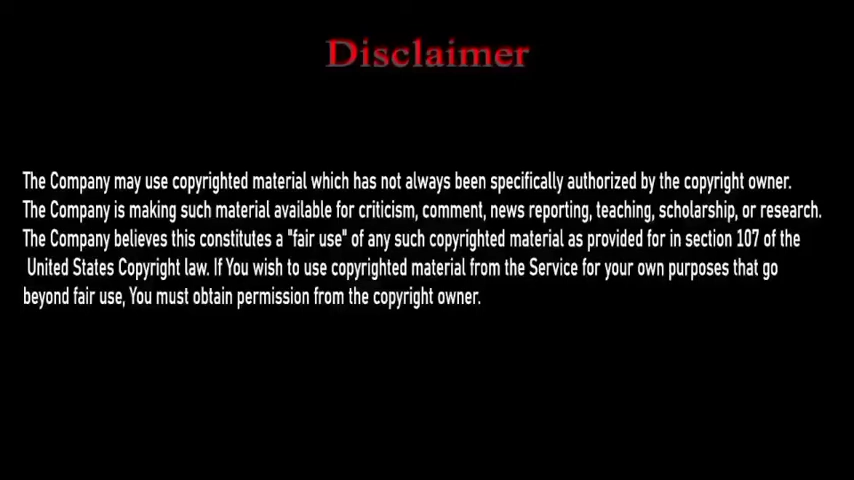 Disclaimer
The Company may use copyrighted material which has not always been specifically authorized by the copyright owner.
The Company is making such material available for criticism, comment, news reporting, teaching, scholarship, or research.
The Company believes this constitutes a "fair use" of any such copyrighted material as provided for in section 107 of the
United States Copyright law. If You wish to use copyrighted material from the Service for your own purposes that go
beyond fair use, You must obtain permission from the copyright owner.